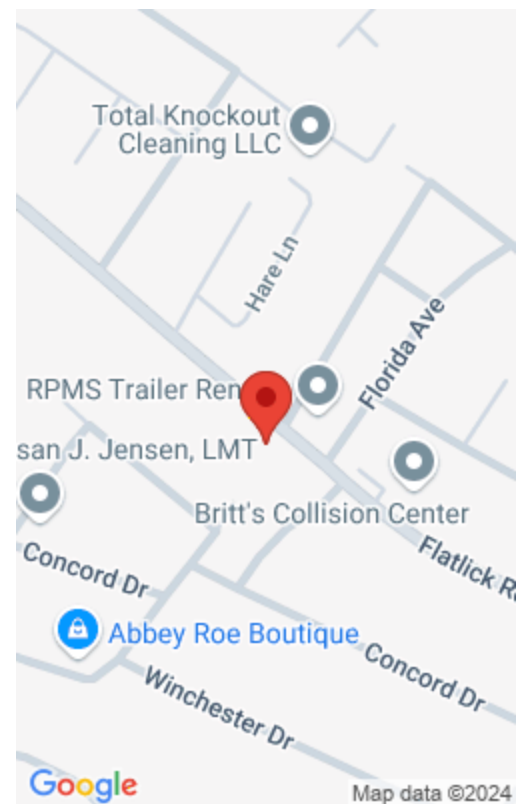 Total Knockout
Cleaning LLC
Hare Ln
Florida Ave
RPMS Trailer Ren
san J. Jensen, LMT
Britt's Collision Center
Flatlick R
Concord Dr
Abbey Roe Boutique
Concord Dr
Winchester Dr
Google
Map data ©2024